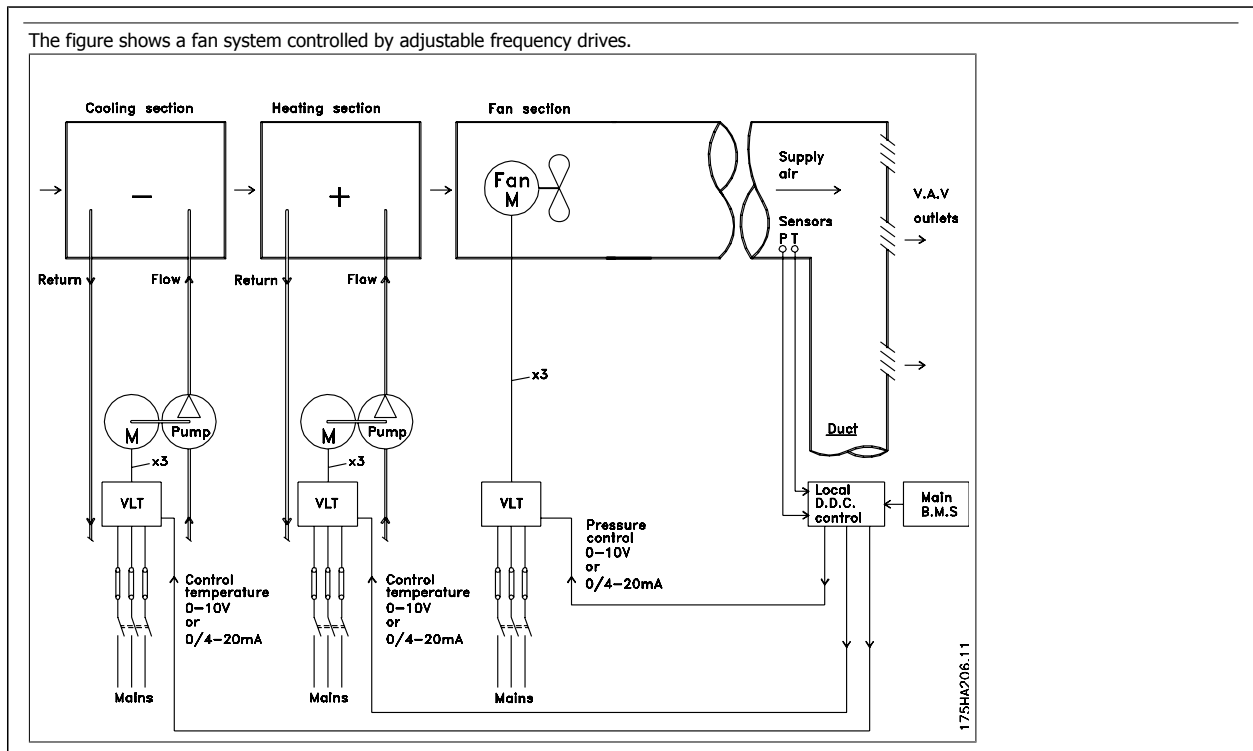 The figure shows a fan system controlled by adjustable frequency drives.
Cooling section
Heating section
Fan section
−
+
Fan
M
Supply
air
Sensors
P T
V.A.V
outlets
Return
Flow
Return
Flow
x3
M
Pump
M
Pump
x3
x3
Duct
VLT
VLT
VLT
Local
D.D.C.
control
Main
B.M.S
Pressure
control
0−10V
or
0/4−20mA
Control
temperature
0−10V
or
0/4−20mA
Control
temperature
0−10V
or
0/4−20mA
Mains
Mains
Mains
175HA206.11